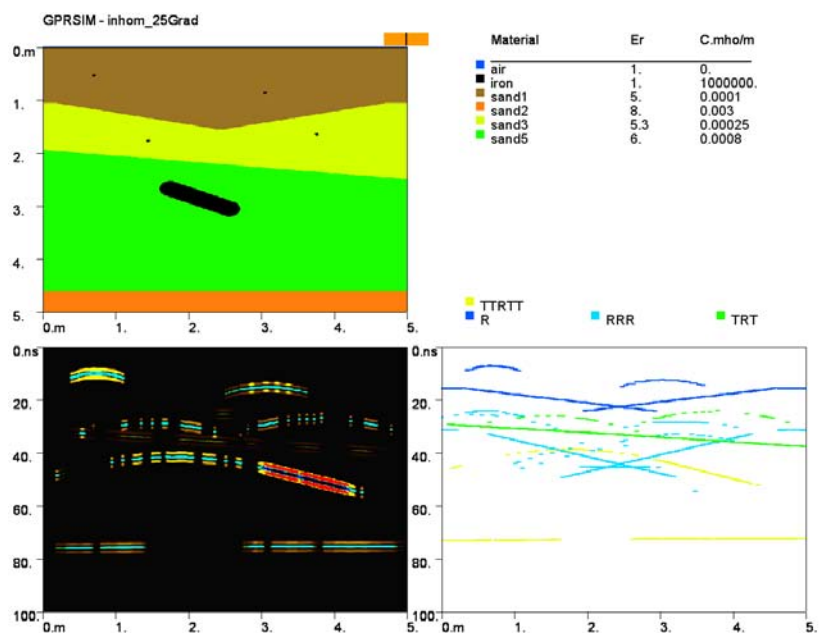 GPRSIM - inhom_25Grad
Material Er C.mho/m
air 1. 0.
iron 1. 1000000.
sand1 5. 0.0001
sand2 8. 0.003
sand3 5.3 0.00025
sand5 6. 0.0008
0.m
1.
2.
3.
4.
5.
0.m 1. 2. 3. 4. 5.
TTRTT
R RRR TRT
0.ns
20.
40.
60.
80.
100.
0.m 1. 2. 3. 4. 5.
0.ns
20.
40.
60.
80.
100.
0.m 1. 2. 3. 4. 5.